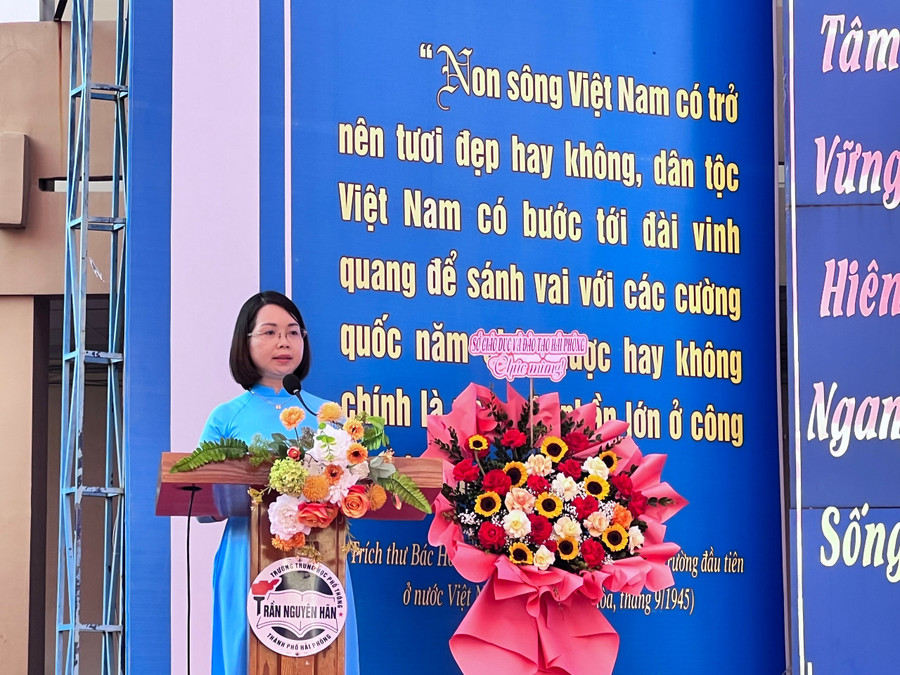 “Non sông Việt Nam có trở
nên tươi đẹp hay không, dân tộc
Việt Nam có bước tới đài vinh
quang để sánh vai với các cường
quốc năm được hay không
chính là phần lớn ở công
Trích thư Bác trường đầu tiên
ở nước Việt tháng 9/1945)
SỞ GIÁO DỤC VÀ ĐÀO TẠO HẢI PHÒNG
Chúc mừng!
TRƯỜNG TRUNG HỌC PHỔ THÔNG
TRẦN NGUYÊN HÃN
THÀNH PHỐ HẢI PHÒNG
Tâm
Vững
Hiên
Ngan
Sống